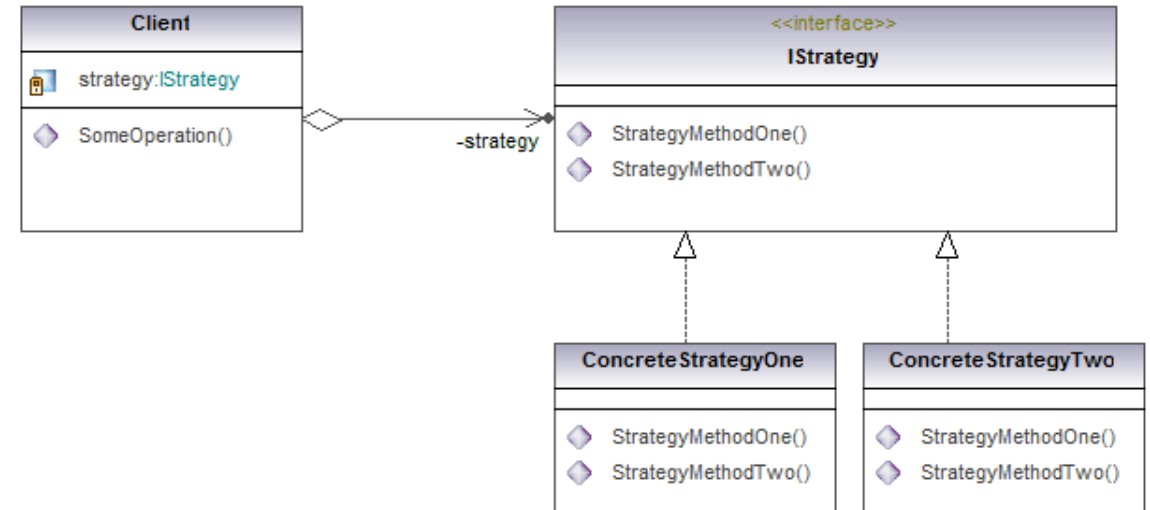 Client
strategy:IStrategy
SomeOperation()
-strategy
<<interface>>
IStrategy
StrategyMethodOne()
StrategyMethodTwo()
ConcreteStrategyOne
StrategyMethodOne()
StrategyMethodTwo()
ConcreteStrategyTwo
StrategyMethodOne()
StrategyMethodTwo()